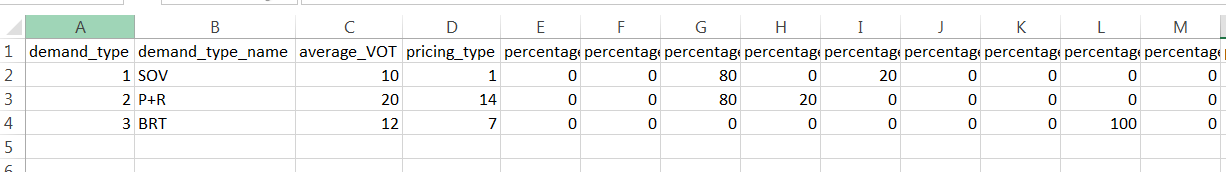 A B C D E F G H I J K L M
1 demand_type demand_type_name average_VOT pricing_type percentage percentage percentage percentage percentage percentage percentage percentage percentage
2 1 SOV 10 1 0 0 80 0 20 0 0 0 0
3 2 P+R 20 14 0 0 80 20 0 0 0 0 0
4 3 BRT 12 7 0 0 0 0 0 0 0 100 0
5